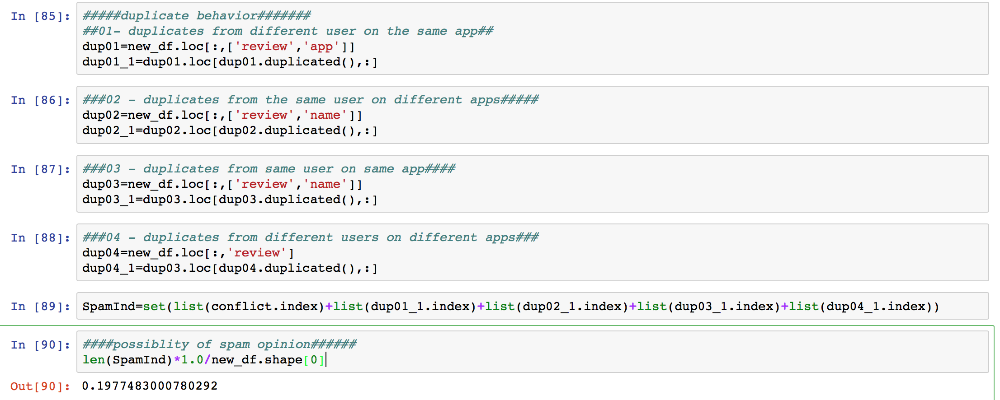 In [85]: #####duplicate behavior#######
##01- duplicates from different user on the same app##
dup01=new_df.loc[:,['review','app']]
dup01_1=dup01.loc[dup01.duplicated(),:]
In [86]: ###02 - duplicates from the same user on different apps#####
dup02=new_df.loc[:,['review','name']]
dup02_1=dup02.loc[dup02.duplicated(),:]
In [87]: ###03 - duplicates from same user on same app####
dup03=new_df.loc[:,['review','name']]
dup03_1=dup03.loc[dup03.duplicated(),:]
In [88]: ###04 - duplicates from different users on different apps###
dup04=new_df.loc[:,'review']
dup04_1=dup03.loc[dup04.duplicated(),:]
In [89]: SpamInd=set(list(conflict.index)+list(dup01_1.index)+list(dup02_1.index)+list(dup03_1.index)+list(dup04_1.index))
In [90]: ####possiblity of spam opinion######
len(SpamInd)*1.0/new_df.shape[0]
Out[90]: 0.1977483000780292